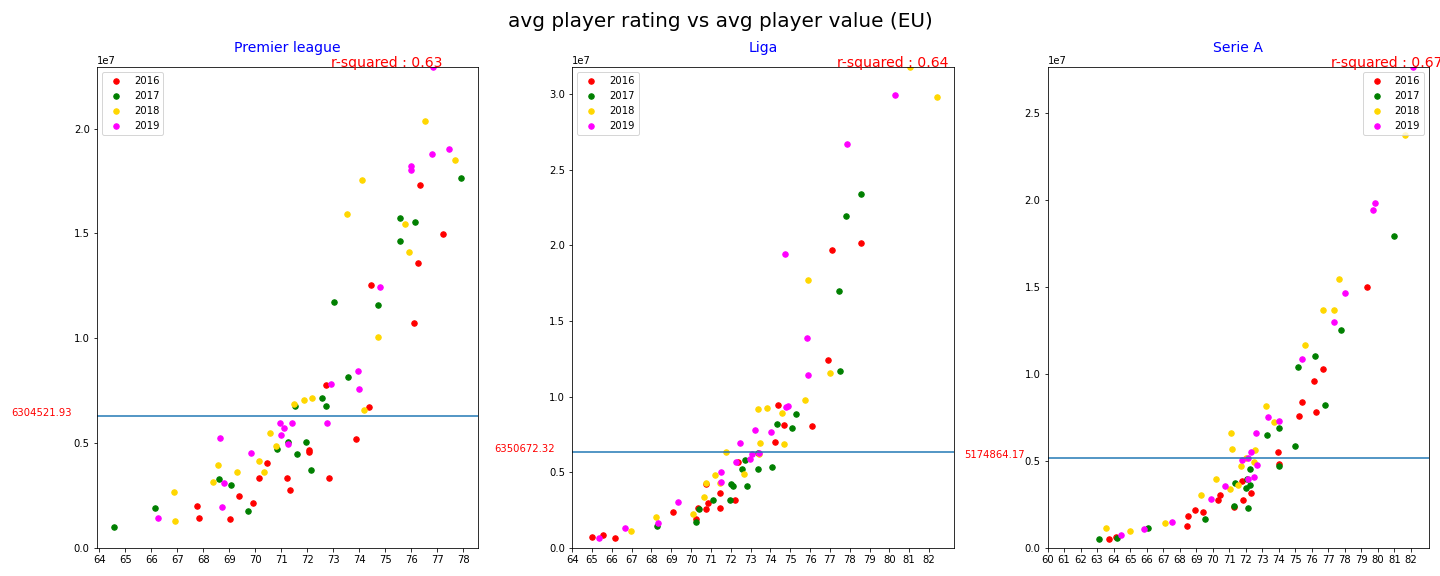 avg player rating vs avg player value (EU)
Premier league
r-squared : 0.63
1e7
2016
2017
2018
2019
2.0
1.5
1.0
6304521.93
0.5
0.0
64 65 66 67 68 69 70 71 72 73 74 75 76 77 78
Liga
r-squared : 0.64
1e7
2016
2017
2018
2019
3.0
2.5
2.0
1.5
1.0
6350672.32
0.5
0.0
64 65 66 67 68 69 70 71 72 73 74 75 76 77 78 79 80 81 82
Serie A
r-squared : 0.67
1e7
2016
2017
2018
2019
2.5
2.0
1.5
1.0
5174864.17
0.5
0.0
60 61 62 63 64 65 66 67 68 69 70 71 72 73 74 75 76 77 78 79 80 81 82